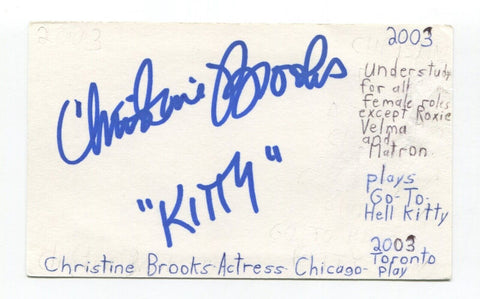 2003
Christine Brooks
"Kitty"
2003
Understudy
for all
female roles
except Roxie
Velma
and
Matron
plays
Go-To-
Hell Kitty
2003
Toronto
play
Christine Brooks-Actress-Chicago-